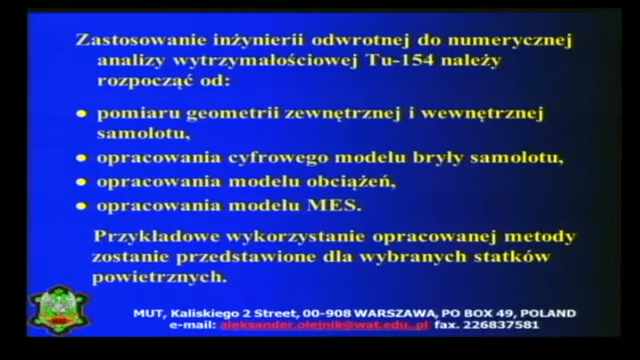 Zastosowanie inżynierii odwrotnej do numerycznej
analizy wytrzymałościowej Tu-154 należy
rozpocząć od:
• pomiaru geometrii zewnętrznej i wewnętrznej
samolotu,
• opracowania cyfrowego modelu bryły samolotu,
• opracowania modelu obciążeń,
• opracowania modelu MES.
Przykładowe wykorzystanie opracowanej metody
zostanie przedstawione dla wybranych statków
powietrznych.
MUT, Kaliskiego 2 Street, 00-908 WARSZAWA, PO BOX 49, POLAND
e-mail: aleksander.olejnik@wat.edu..pl fax. 226837581